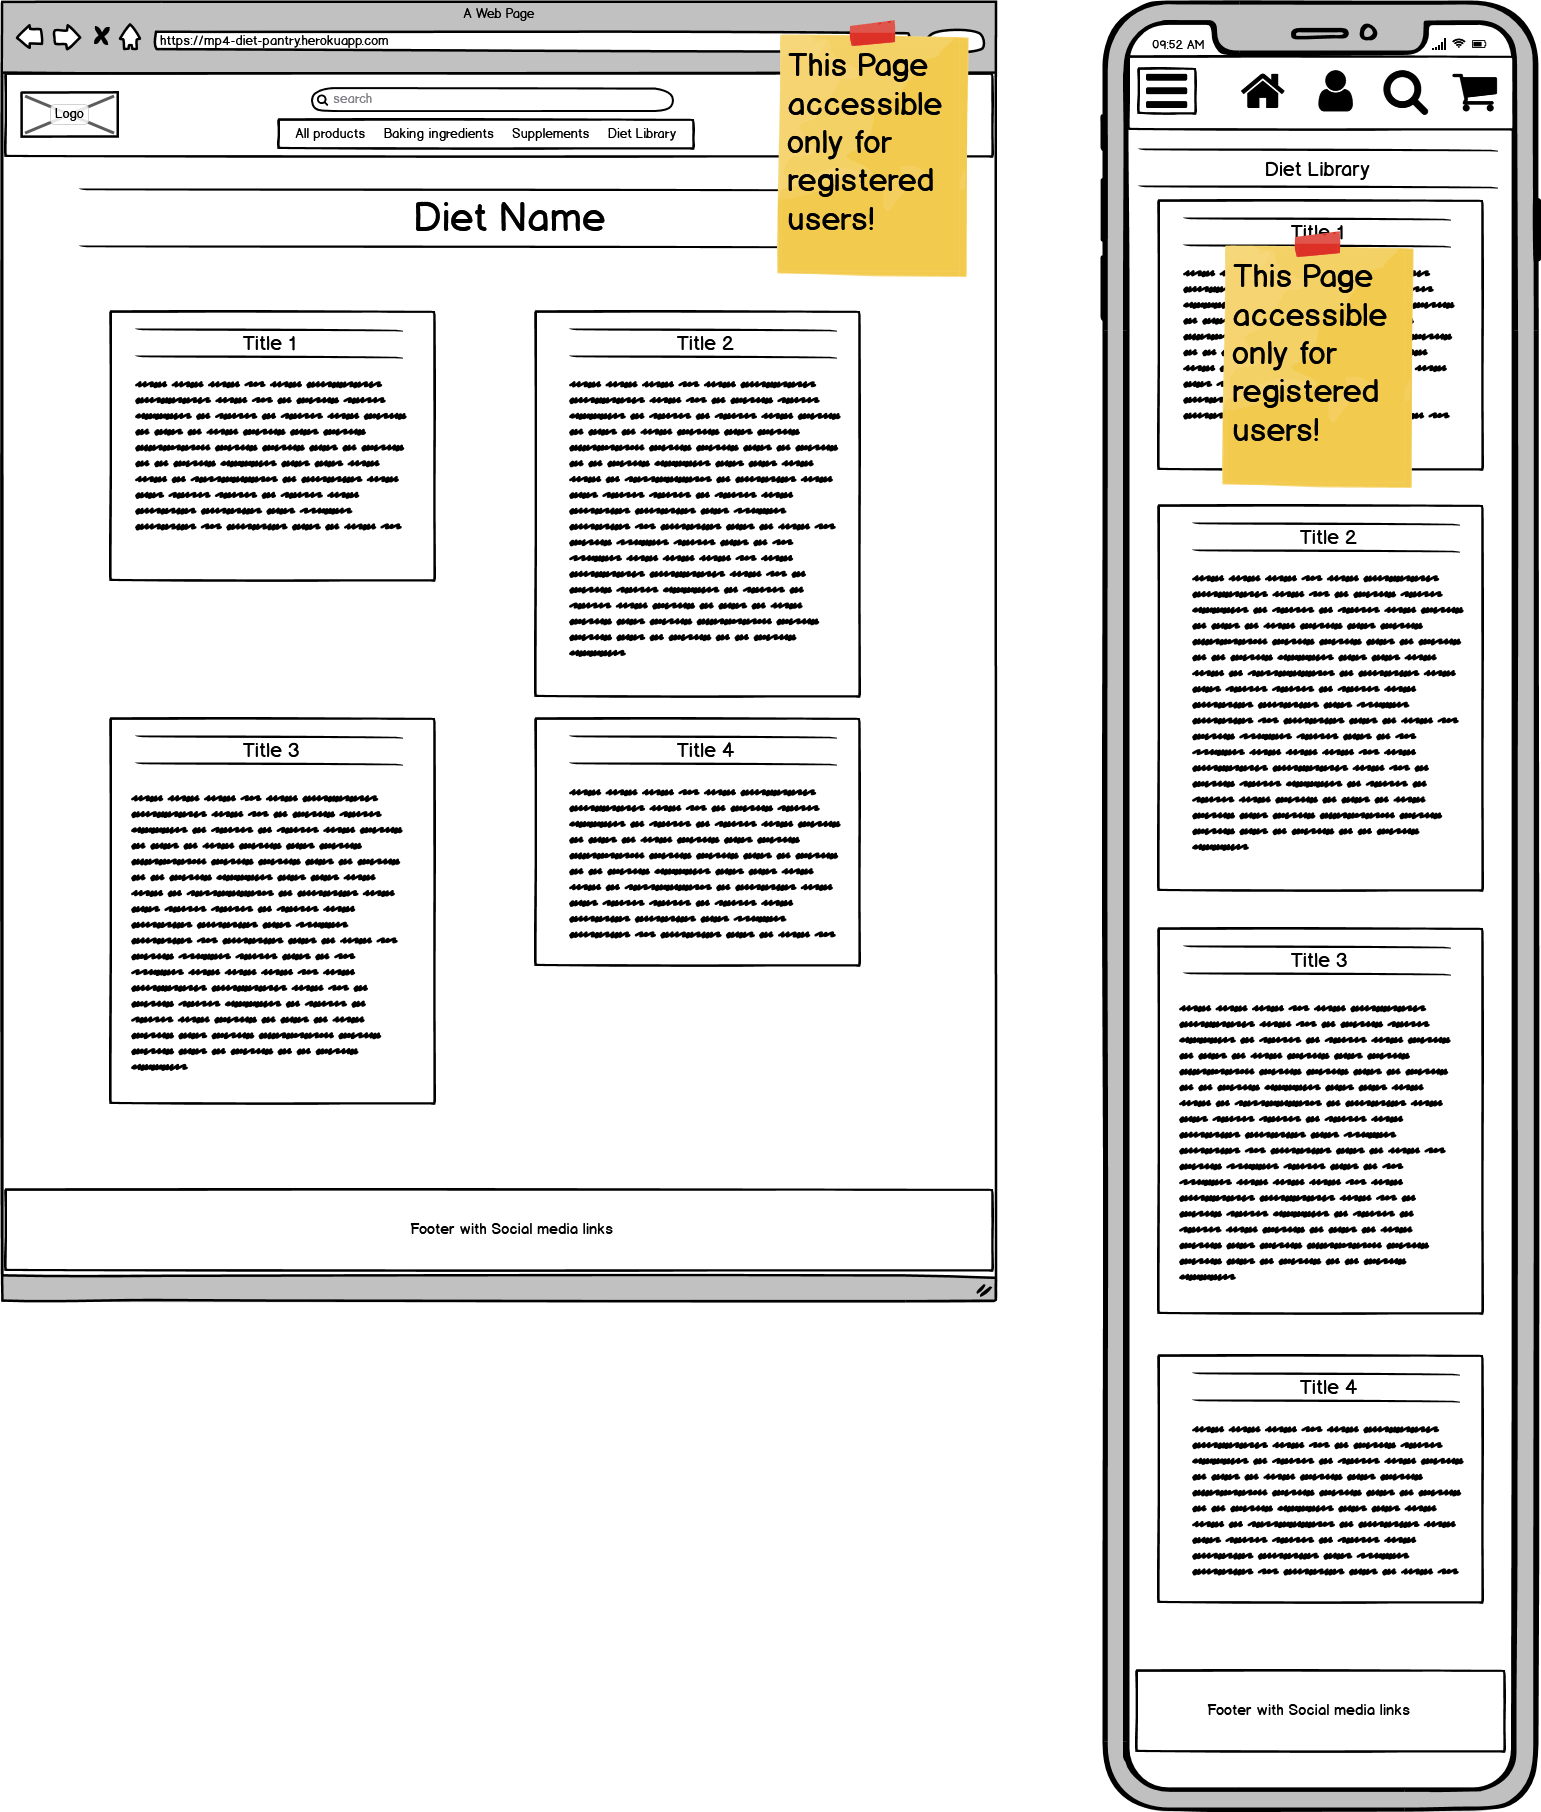 A Web Page
https://mp4-diet-pantry.herokuapp.com
Logo
search
All products Baking ingredients Supplements Diet Library
This Page
accessible
only for
registered
users!
Diet Name
Title 1
Title 2
Title 3
Title 4
Footer with Social media links
09:52 AM
Diet Library
Title 1
This Page
accessible
only for
registered
users!
Title 2
Title 3
Title 4
Footer with Social media links